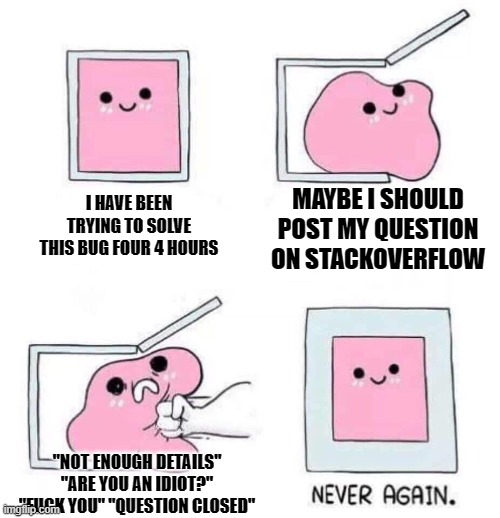 I HAVE BEEN
TRYING TO SOLVE
THIS BUG FOUR 4 HOURS
MAYBE I SHOULD
POST MY QUESTION
ON STACKOVERFLOW
"NOT ENOUGH DETAILS"
"ARE YOU AN IDIOT?"
"FUCK YOU" "QUESTION CLOSED"
NEVER AGAIN.
imgflip.com